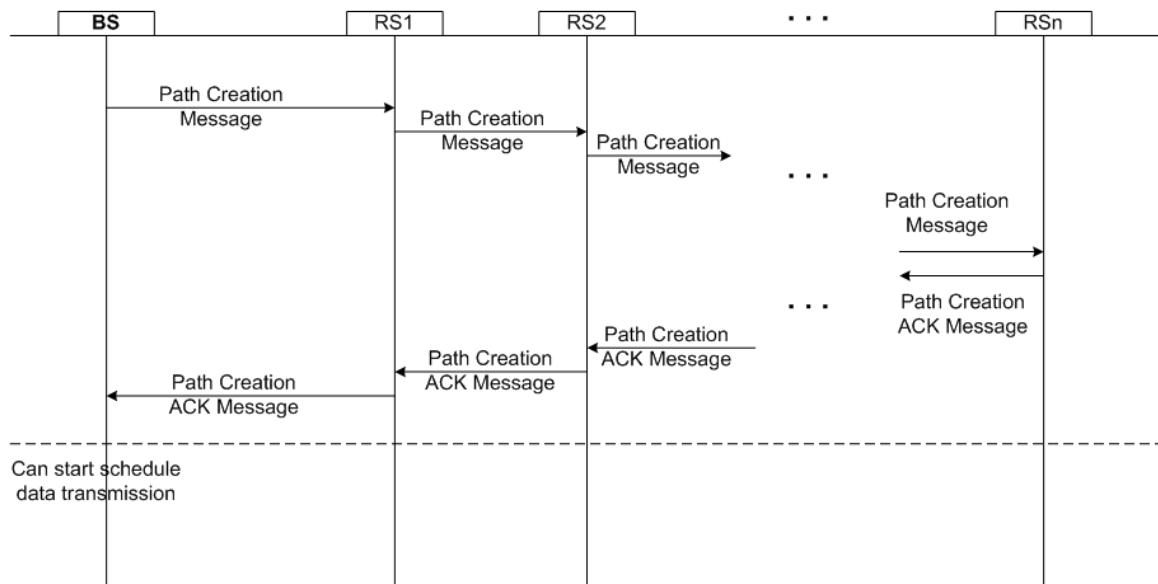 BS
RS1
RS2
. . .
RSn
Path Creation
Message
Path Creation
Message
Path Creation
Message
. . .
Path Creation
Message
. . .
Path Creation
ACK Message
Path Creation
ACK Message
Path Creation
ACK Message
Path Creation
ACK Message
Can start schedule
data transmission